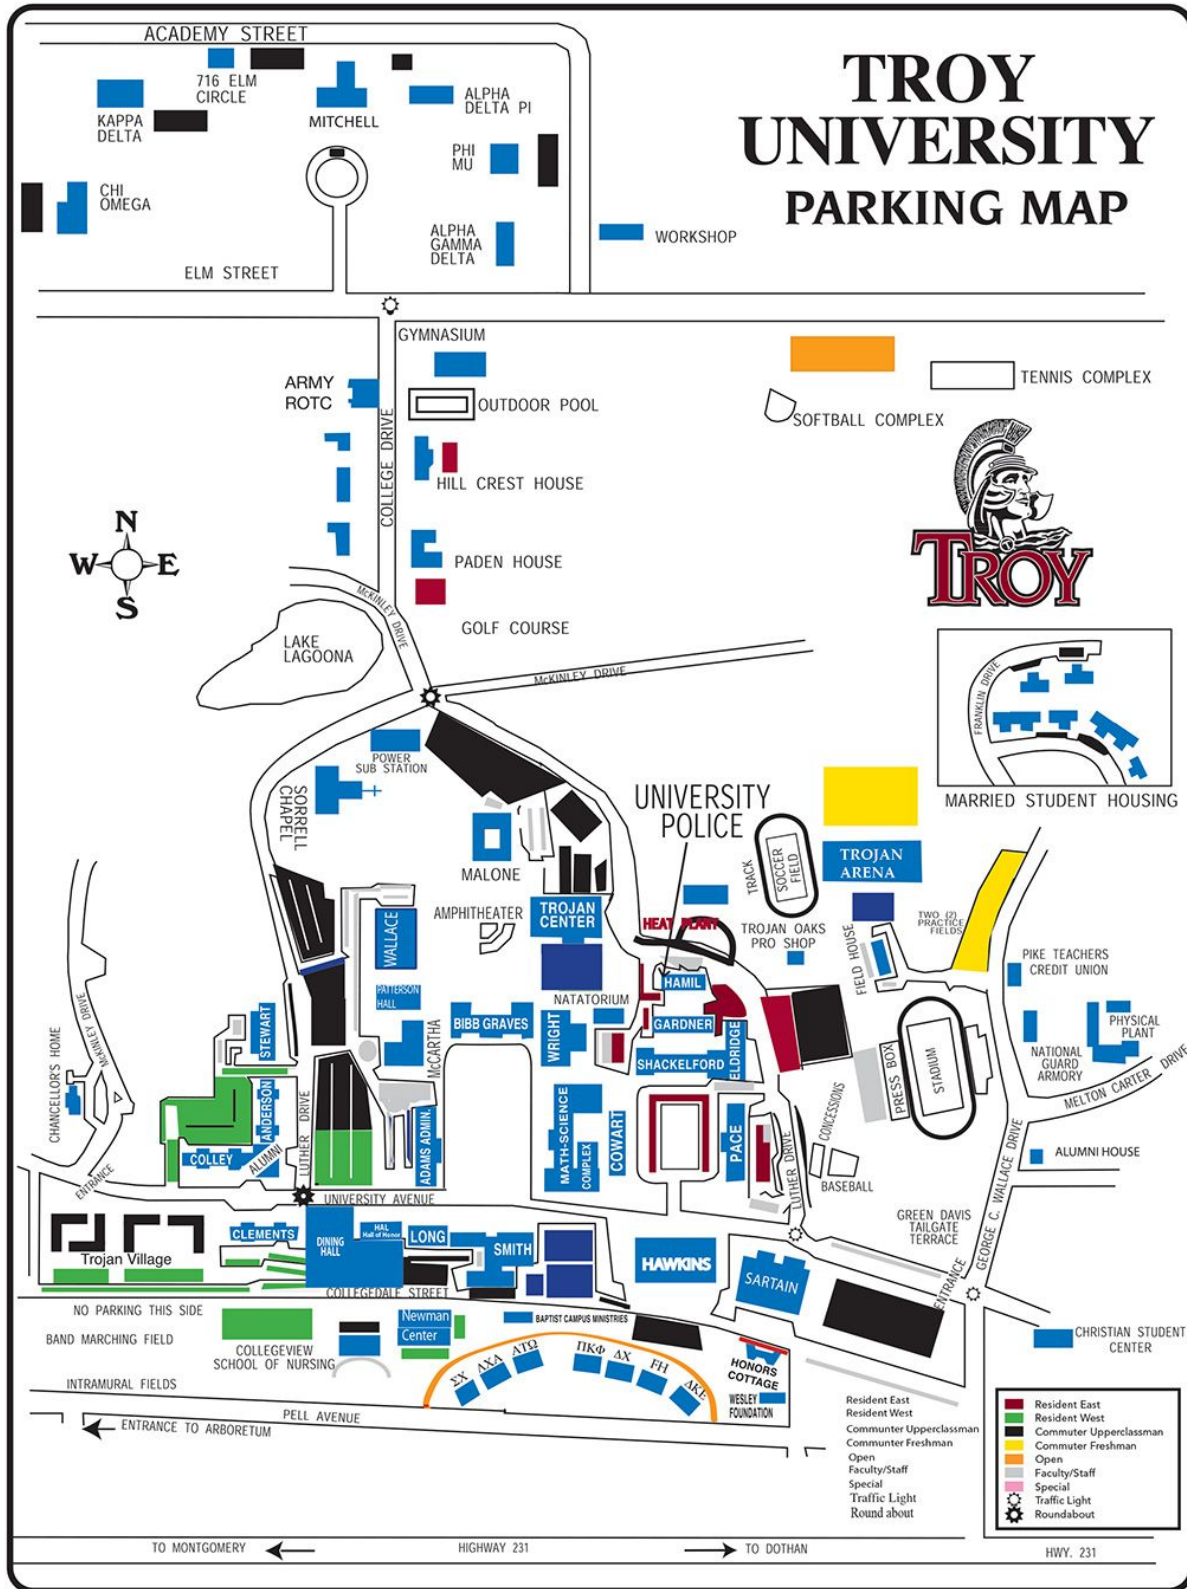 ACADEMY STREET
TROY
UNIVERSITY
PARKING MAP
716 ELM
CIRCLE
KAPPA
DELTA
MITCHELL
ALPHA
DELTA PI
PHI
MU
CHI
OMEGA
ALPHA
GAMMA
DELTA
WORKSHOP
ELM STREET
GYMNASIUM
ARMY
ROTC
OUTDOOR POOL
TENNIS COMPLEX
SOFTBALL COMPLEX
COLLEGE DRIVE
HILL CREST HOUSE
N
W E
S
TROY
PADEN HOUSE
McKINLEY DRIVE
GOLF COURSE
LAKE
LAGOONA
McKINLEY DRIVE
FRANKLIN DRIVE
MARRIED STUDENT HOUSING
POWER
SUB STATION
SORRELL
CHAPEL
UNIVERSITY
POLICE
MALONE
TRACK
SOCCER
FIELD
TROJAN
ARENA
AMPHITHEATER
TROJAN
CENTER
HEAT PLANT
TROJAN OAKS
PRO SHOP
TWO (2)
PRACTICE
FIELDS
FIELD HOUSE
WALLACE
PIKE TEACHERS
CREDIT UNION
PATTERSON
HALL
NATATORIUM
HAMIL
McKINLEY DRIVE
STEWART
McCARTHA
BIBB GRAVES
WRIGHT
GARDNER
SHACKELFORD
ELDRIDGE
PHYSICAL
PLANT
NATIONAL
GUARD
ARMORY
MELTON CARTER DRIVE
CHANCELLOR'S HOME
PRESS BOX
STADIUM
ANDERSON
LUTHER DRIVE
COLLEY
ALUMNI
ADAMS ADMIN.
MATH-SCIENCE
COMPLEX
COWART
PACE
LUTHER DRIVE
CONCESSIONS
BASEBALL
ALUMNI HOUSE
GEORGE C. WALLACE DRIVE
ENTRANCE
UNIVERSITY AVENUE
GREEN DAVIS
TAILGATE
TERRACE
ENTRANCE
Trojan Village
CLEMENTS
DINING
HALL
HAL
Hall of Honor
LONG
SMITH
HAWKINS
SARTAIN
COLLEGEDALE STREET
NO PARKING THIS SIDE
BAND MARCHING FIELD
COLLEGEVIEW
SCHOOL OF NURSING
Newman
Center
BAPTIST CAMPUS MINISTRIES
CHRISTIAN STUDENT
CENTER
ΣΧ
ΛΧΑ
ΑΤΩ
ΠΚΦ
ΔΧ
FH
ΔΚΕ
HONORS
COTTAGE
WESLEY
FOUNDATION
INTRAMURAL FIELDS
PELL AVENUE
ENTRANCE TO ARBORETUM
Resident East
Resident West
Communter Upperclassman
Communter Freshman
Open
Faculty/Staff
Special
Traffic Light
Round about
Resident East
Resident West
Commuter Upperclassman
Commuter Freshman
Open
Faculty/Staff
Special
Traffic Light
Roundabout
TO MONTGOMERY
HIGHWAY 231
TO DOTHAN
HWY. 231